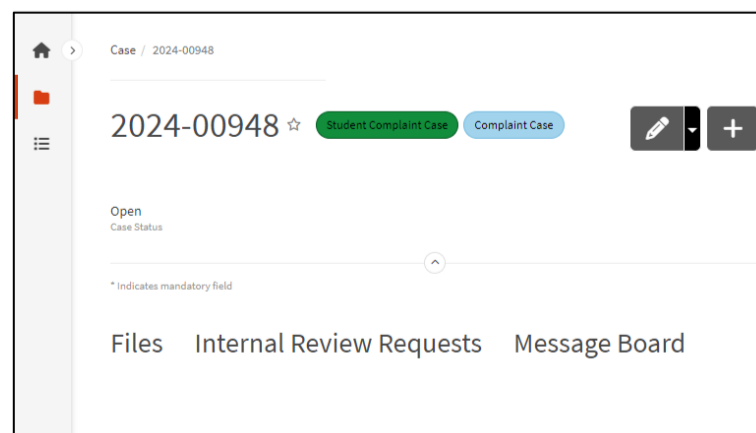 Case / 2024-00948
2024-00948 Student Complaint Case Complaint Case
Open
Case Status
* Indicates mandatory field
Files Internal Review Requests Message Board